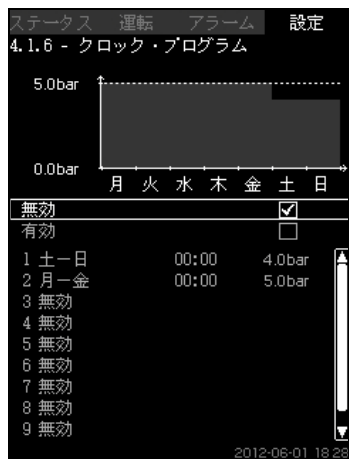 ステータス 運転 アラーム 設定
4.1.6 - クロック・プログラム
5.0bar
0.0bar
月 火 水 木 金 土 日
無効
有効
1 土ー日 00:00 4.0bar
2 月ー金 00:00 5.0bar
3 無効
4 無効
5 無効
6 無効
7 無効
8 無効
9 無効
2012-06-01 18:28